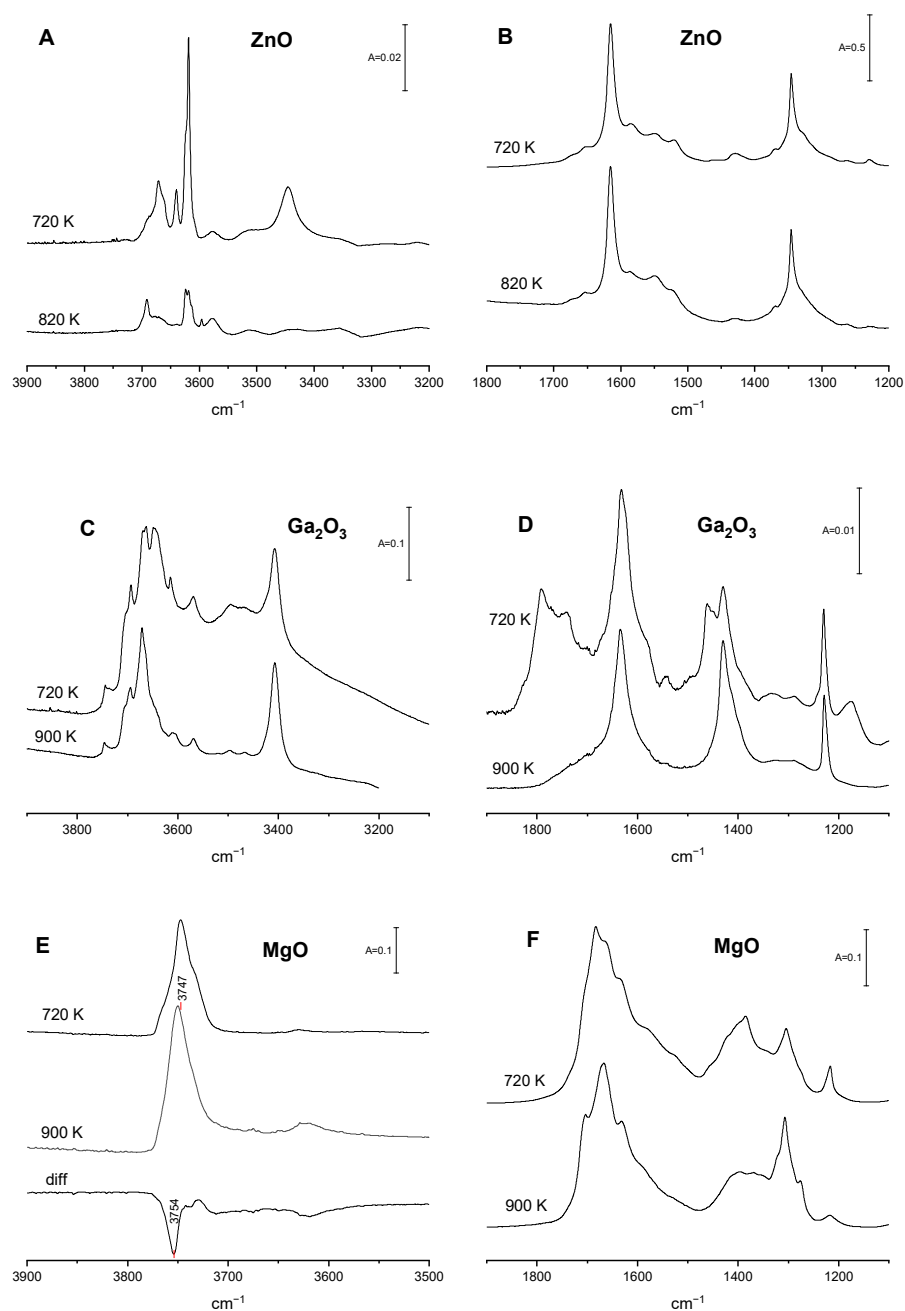 A
ZnO
A=0.02
720 K
820 K
3900 3800 3700 3600 3500 3400 3300 3200
cm⁻¹
B
ZnO
A=0.5
720 K
820 K
1800 1700 1600 1500 1400 1300 1200
cm⁻¹
C
Ga₂O₃
A=0.1
720 K
900 K
3800 3600 3400 3200
cm⁻¹
D
Ga₂O₃
A=0.01
720 K
900 K
1800 1600 1400 1200
cm⁻¹
E
MgO
A=0.1
3747
720 K
900 K
diff
3754
3900 3800 3700 3600 3500
cm⁻¹
F
MgO
A=0.1
720 K
900 K
1800 1600 1400 1200
cm⁻¹